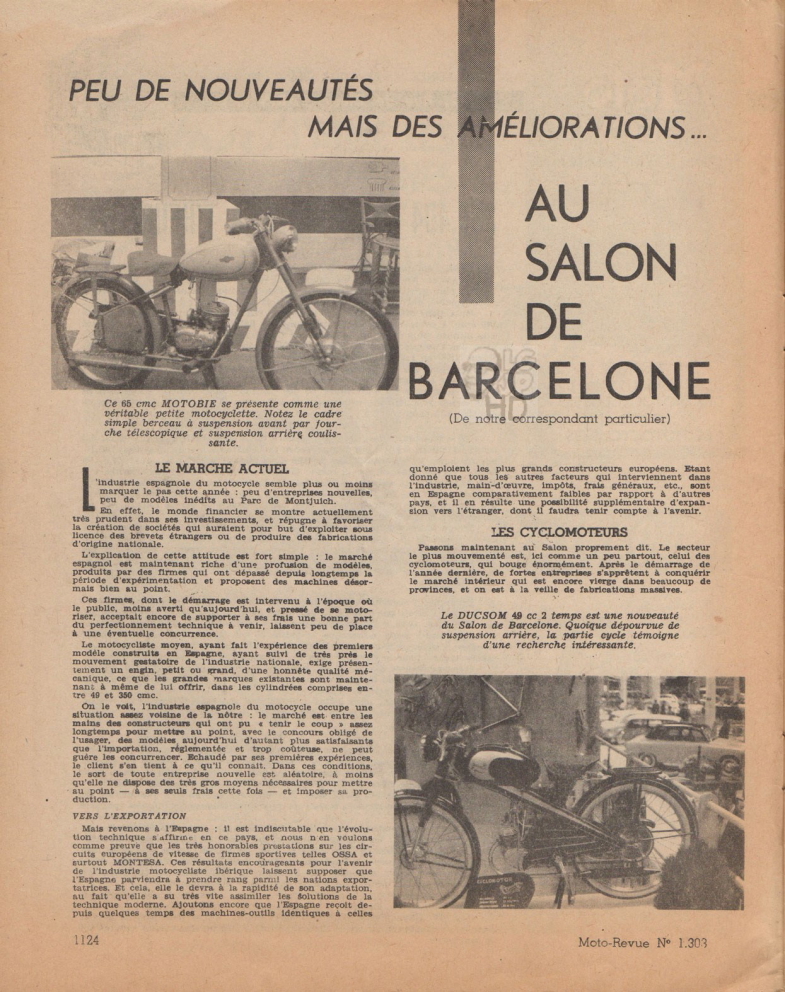 PEU DE NOUVEAUTÉS
MAIS DES AMÉLIORATIONS...
AU
SALON
DE
BARCELONE
(De notre correspondant particulier)
Ce 65 cmc MOTOBIE se présente comme une
véritable petite motocyclette. Notez le cadre
simple berceau à suspension avant par four-
che télescopique et suspension arrière coulis-
sante.
LE MARCHE ACTUEL
L'industrie espagnole du motocycle semble plus ou moins
marquer le pas cette année : peu d'entreprises nouvelles,
peu de modèles inédits au Parc de Montjuich.
En effet, le monde financier se montre actuellement
très prudent dans ses investissements, et répugne à favoriser
la création de sociétés qui auraient pour but d'exploiter sous
licence des brevets étrangers ou de produire des fabrications
d'origine nationale.
L'explication de cette attitude est fort simple : le marché
espagnol est maintenant riche d'une profusion de modèles,
produits par des firmes qui ont dépassé depuis longtemps la
période d'expérimentation et proposent des machines désor-
mais bien au point.
Ces firmes, dont le démarrage est intervenu à l'époque où
le public, moins averti qu'aujourd'hui, et pressé de se moto-
riser, acceptait encore de supporter à ses frais une bonne part
du perfectionnement technique à venir, laissent peu de place
à une éventuelle concurrence.
Le motocycliste moyen, ayant fait l'expérience des premiers
modèle construits en Espagne, ayant suivi de très près le
mouvement gestatoire de l'industrie nationale, exige présen-
tement un engin, petit ou grand, d'une honnête qualité mé-
canique, ce que les grandes marques existantes sont mainte-
nant à même de lui offrir, dans les cylindrées comprises en-
tre 49 et 350 cmc.
On le voit, l'industrie espagnole du motocycle occupe une
situation assez voisine de la nôtre : le marché est entre les
mains des constructeurs qui ont pu « tenir le coup » assez
longtemps pour mettre au point, avec le concours obligé de
l'usager, des modèles aujourd'hui d'autant plus satisfaisants
que l'importation, réglementée et trop coûteuse, ne peut
guère les concurrencer. Echaudé par ses premières expériences,
le client s'en tient à ce qu'il connait. Dans ces conditions,
le sort de toute entreprise nouvelle est aléatoire, à moins
qu'elle ne dispose des très gros moyens nécessaires pour mettre
au point — à ses seuls frais cette fois — et imposer sa pro-
duction.
VERS L'EXPORTATION
Mais revenons à l'Espagne : il est indiscutable que l'évolu-
tion technique s'affirme en ce pays, et nous n'en voulons
comme preuve que les très honorables prestations sur les cir-
cuits européens de vitesse de firmes sportives telles OSSA et
surtout MONTESA. Ces résultats encourageants pour l'avenir
de l'industrie motocycliste ibérique laissent supposer que
l'Espagne parviendra à prendre rang parmi les nations expor-
tatrices. Et cela, elle le devra à la rapidité de son adaptation,
au fait qu'elle a su très vite assimiler les solutions de la
technique moderne. Ajoutons encore que l'Espagne reçoit de-
puis quelques temps des machines-outils identiques à celles
qu'emploient les plus grands constructeurs européens. Etant
donné que tous les autres facteurs qui interviennent dans
l'industrie, main-d'œuvre, impôts, frais généraux, etc., sont
en Espagne comparativement faibles par rapport à d'autres
pays, et il en résulte une possibilité supplémentaire d'expan-
sion vers l'étranger, dont il faudra tenir compte à l'avenir.
LES CYCLOMOTEURS
Passons maintenant au Salon proprement dit. Le secteur
le plus mouvementé est, ici comme un peu partout, celui des
cyclomoteurs, qui bouge énormément. Après le démarrage de
l'année dernière, de fortes entreprises s'apprêtent à conquérir
le marché intérieur qui est encore vierge dans beaucoup de
provinces, et on est à la veille de fabrications massives.
Le DUCSOM 49 cc 2 temps est une nouveauté
du Salon de Barcelone. Quoique dépourvue de
suspension arrière, la partie cycle témoigne
d'une recherche intéressante.
CICLOMOTOR
1124
Moto-Revue N° 1.303